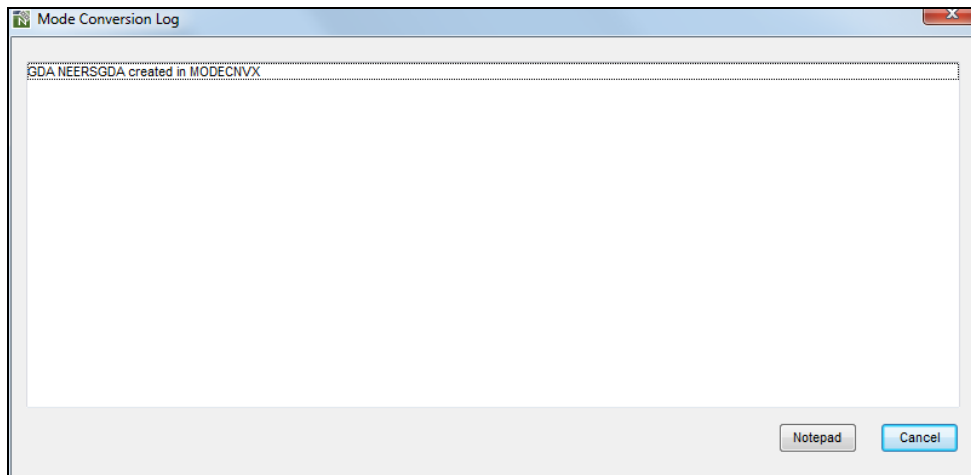 Mode Conversion Log
GDA NEERSGDA created in MODECNVX
Notepad
Cancel